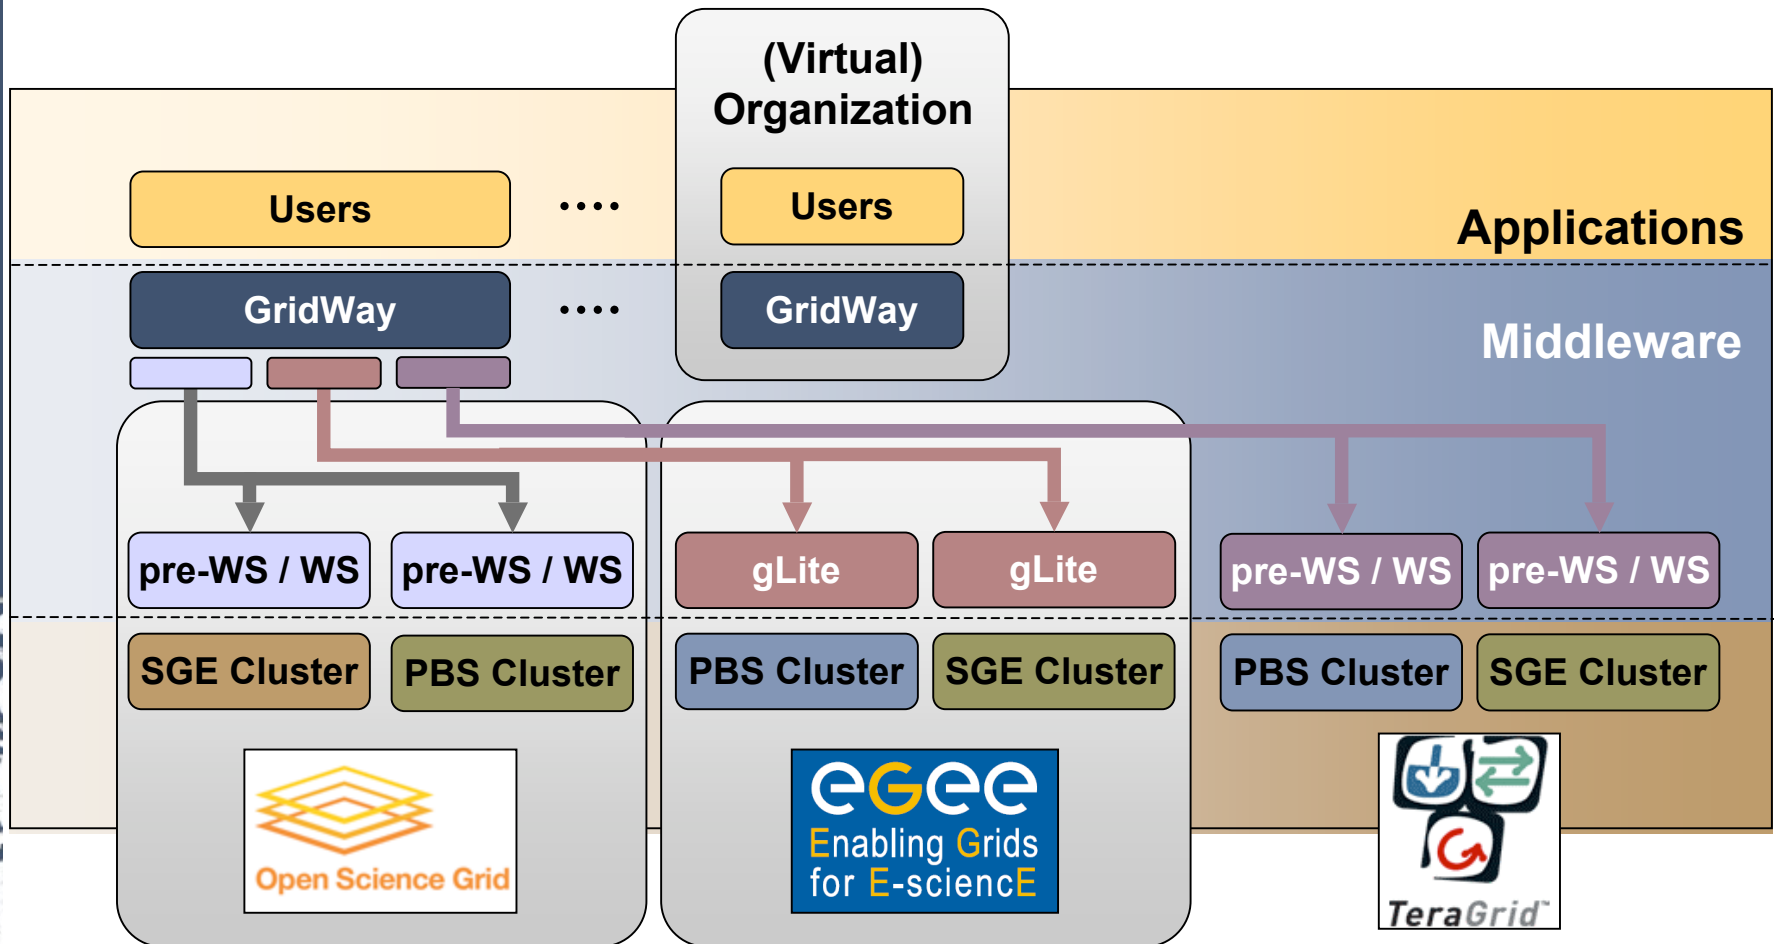 (Virtual)
Organization
Users
....
Users
Applications
GridWay
....
GridWay
Middleware
pre-WS / WS
pre-WS / WS
gLite
gLite
pre-WS / WS
pre-WS / WS
SGE Cluster
PBS Cluster
PBS Cluster
SGE Cluster
PBS Cluster
SGE Cluster
Open Science Grid
eGee
Enabling Grids
for E-sciencE
TeraGrid™